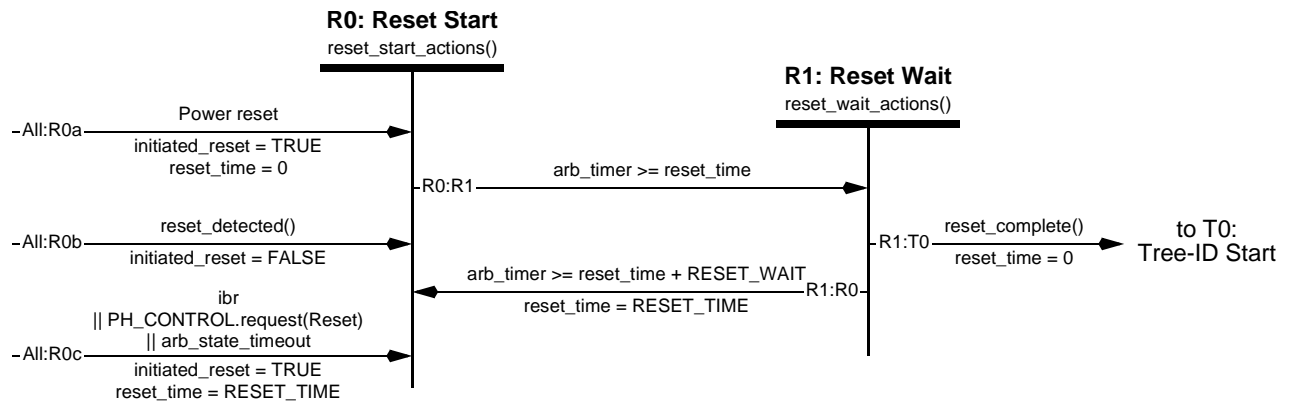 R0: Reset Start
reset_start_actions()
R1: Reset Wait
reset_wait_actions()
All:R0a
Power reset
initiated_reset = TRUE
reset_time = 0
R0:R1
arb_timer >= reset_time
All:R0b
reset_detected()
initiated_reset = FALSE
R1:T0
reset_complete()
reset_time = 0
to T0:
Tree-ID Start
arb_timer >= reset_time + RESET_WAIT
R1:R0
reset_time = RESET_TIME
ibr
|| PH_CONTROL.request(Reset)
|| arb_state_timeout
All:R0c
initiated_reset = TRUE
reset_time = RESET_TIME